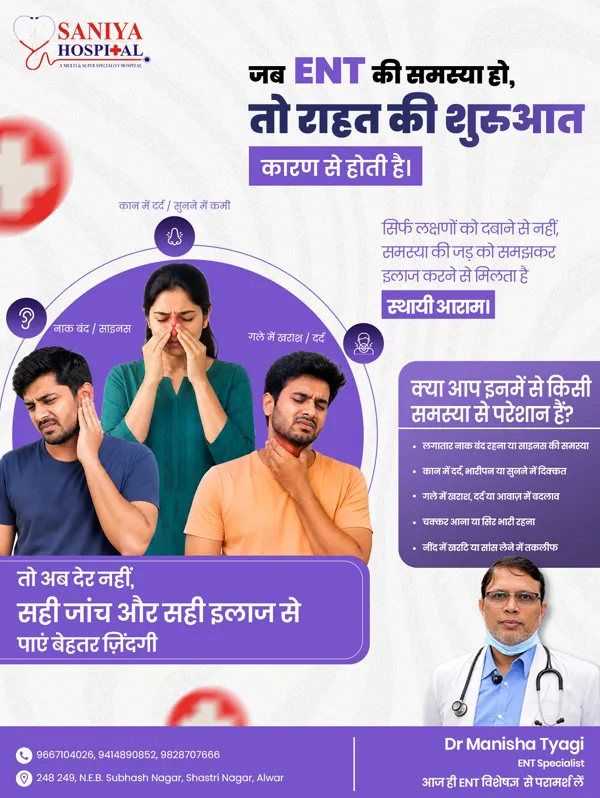 SANIYA
HOSPITAL
A MULTI & SUPER SPECIALITY HOSPITAL
जब ENT की समस्या हो,
तो राहत की शुरुआत
कारण से होती है।
सिर्फ लक्षणों को दबाने से नहीं,
समस्या की जड़ को समझकर
इलाज करने से मिलता है
स्थायी आराम।
कान में दर्द / सुनने में कमी
नाक बंद / साइनस
गले में खराश / दर्द
क्या आप इनमें से किसी
समस्या से परेशान हैं?
• लगातार नाक बंद रहना या साइनस की समस्या
• कान में दर्द, भारीपन या सुनने में दिक्कत
• गले में खराश, दर्द या आवाज़ में बदलाव
• चक्कर आना या सिर भारी रहना
• नींद में खर्राटे या सांस लेने में तकलीफ
तो अब देर नहीं,
सही जांच और सही इलाज से
पाएं बेहतर ज़िंदगी
Dr Manisha Tyagi
ENT Specialist
आज ही ENT विशेषज्ञ से परामर्श लें
9667104026, 9414890852, 9828707666
248 249, N.E.B. Subhash Nagar, Shastri Nagar, Alwar